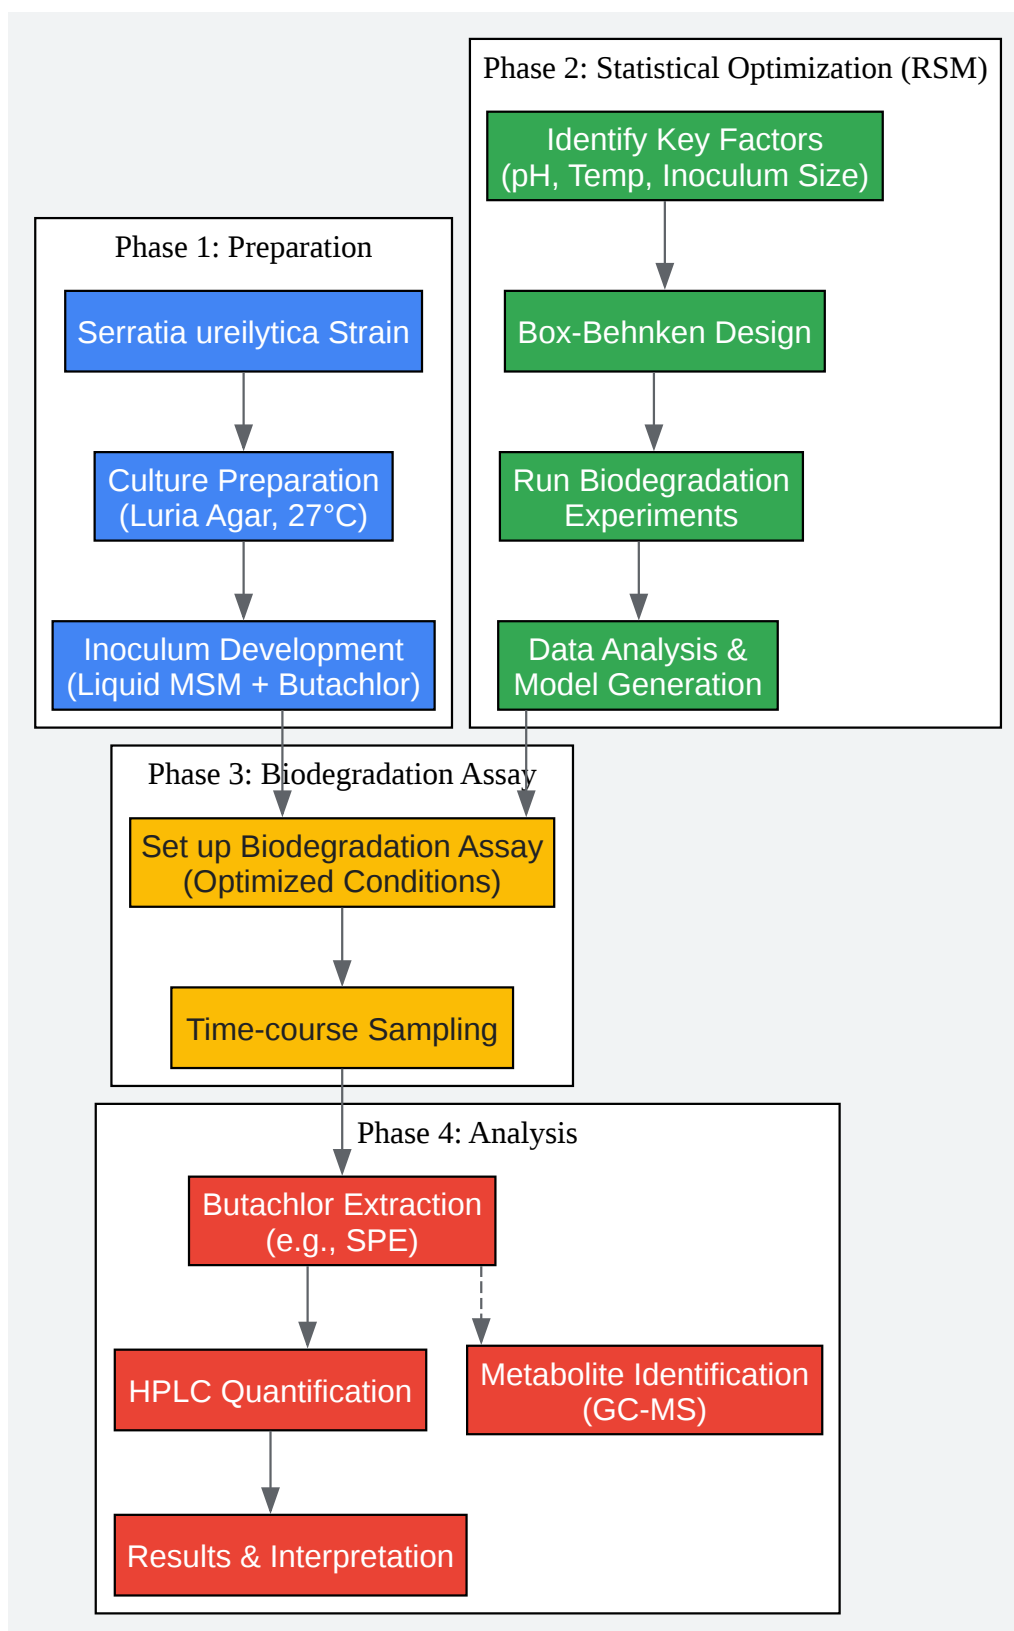 Phase 2: Statistical Optimization (RSM)
Identify Key Factors
(pH, Temp, Inoculum Size)
Phase 1: Preparation
Serratia ureilytica Strain
Box-Behnken Design
Culture Preparation
(Luria Agar, 27°C)
Run Biodegradation
Experiments
Inoculum Development
(Liquid MSM + Butachlor)
Data Analysis &
Model Generation
Phase 3: Biodegradation Assay
Set up Biodegradation Assay
(Optimized Conditions)
Time-course Sampling
Phase 4: Analysis
Butachlor Extraction
(e.g., SPE)
HPLC Quantification
Metabolite Identification
(GC-MS)
Results & Interpretation